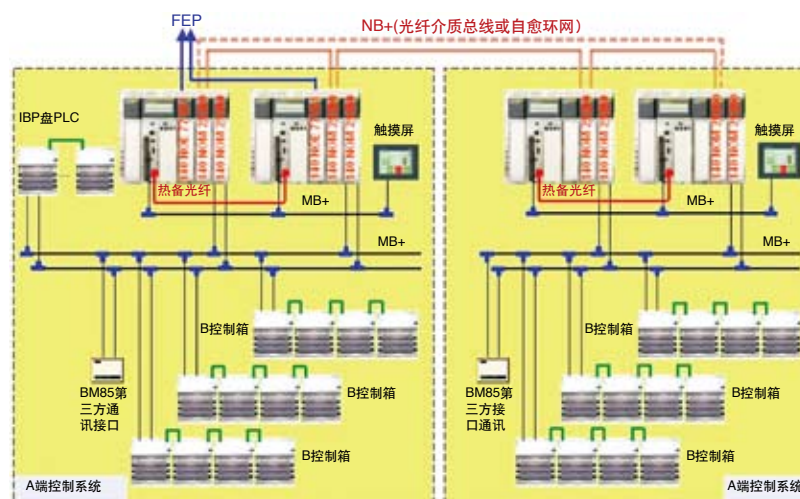 FEP
NB+(光纤介质总线或自愈环网)
IBP盘PLC
触摸屏
触摸屏
热备光纤
热备光纤
MB+
MB+
MB+
MB+
B控制箱
B控制箱
BM85第
三方通
讯接口
B控制箱
BM85第
三方接
口通讯
B控制箱
B控制箱
B控制箱
A端控制系统
A端控制系统